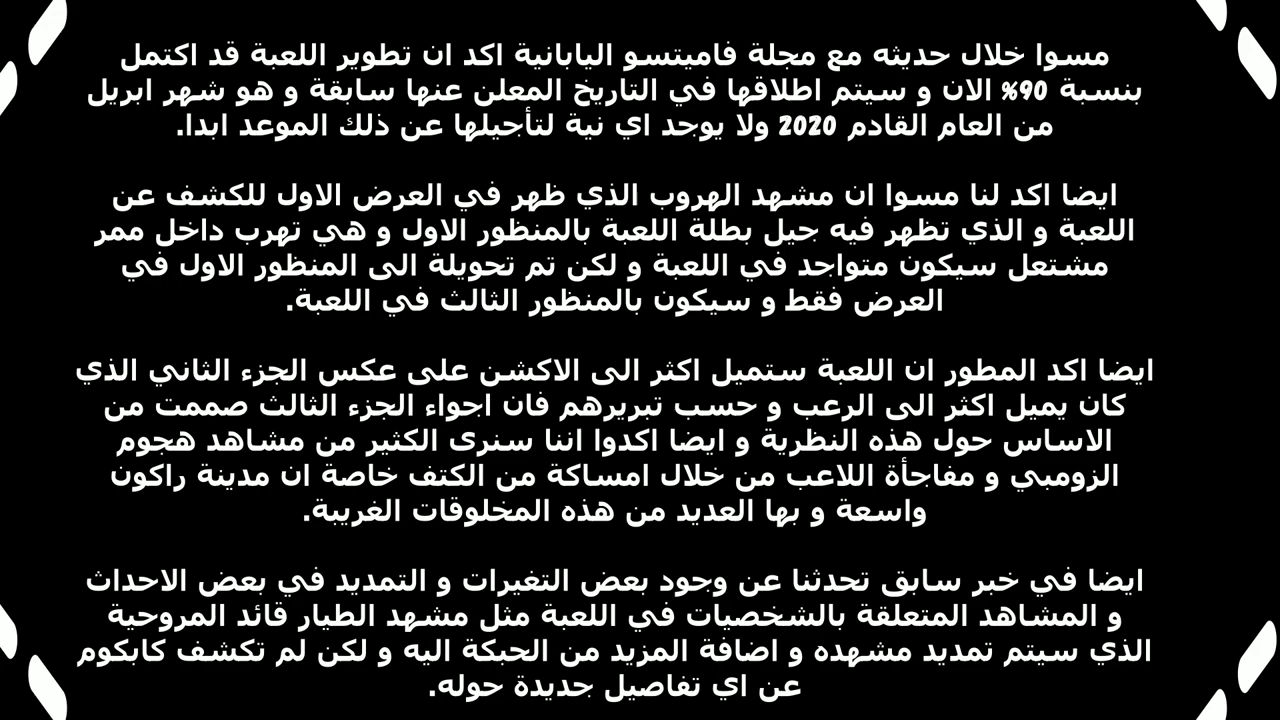 مسوا خلال حديثه مع مجلة فاميتسو اليابانية اكد ان تطوير اللعبة قد اكتمل
بنسبة 90% الان و سيتم اطلاقها في التاريخ المعلن عنها سابقة و هو شهر ابريل
من العام القادم 2020 ولا يوجد اي نية لتأجيلها عن ذلك الموعد ابدا.
ايضا اكد لنا مسوا ان مشهد الهروب الذي ظهر في العرض الاول للكشف عن
اللعبة و الذي تظهر فيه جيل بطلة اللعبة بالمنظور الاول و هي تهرب داخل ممر
مشتعل سيكون متواجد في اللعبة و لكن تم تحويلة الى المنظور الاول في
العرض فقط و سيكون بالمنظور الثالث في اللعبة.
ايضا اكد المطور ان اللعبة ستميل اكثر الى الاكشن على عكس الجزء الثاني الذي
كان يميل اكثر الى الرعب و حسب تبريرهم فان اجواء الجزء الثالث صممت من
الاساس حول هذه النظرية و ايضا اكدوا اننا سنرى الكثير من مشاهد هجوم
الزومبي و مفاجأة اللاعب من خلال امساكة من الكتف خاصة ان مدينة راكون
واسعة و بها العديد من هذه المخلوقات الغريبة.
ايضا في خبر سابق تحدثنا عن وجود بعض التغيرات و التمديد في بعض الاحداث
و المشاهد المتعلقة بالشخصيات في اللعبة مثل مشهد الطيار قائد المروحية
الذي سيتم تمديد مشهده و اضافة المزيد من الحبكة اليه و لكن لم تكشف كابكوم
عن اي تفاصيل جديدة حوله.